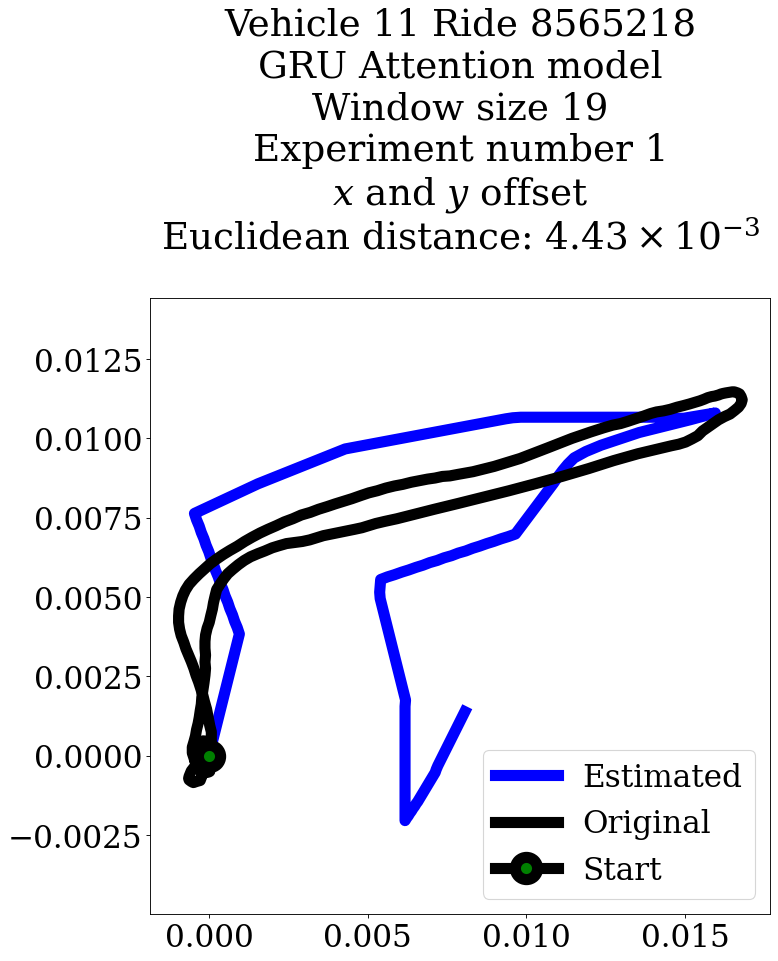 Vehicle 11 Ride 8565218
GRU Attention model
Window size 19
Experiment number 1
x and y offset
Euclidean distance: 4.43 × 10⁻³
0.0125
0.0100
0.0075
0.0050
0.0025
0.0000
−0.0025
Estimated
Original
Start
0.000 0.005 0.010 0.015